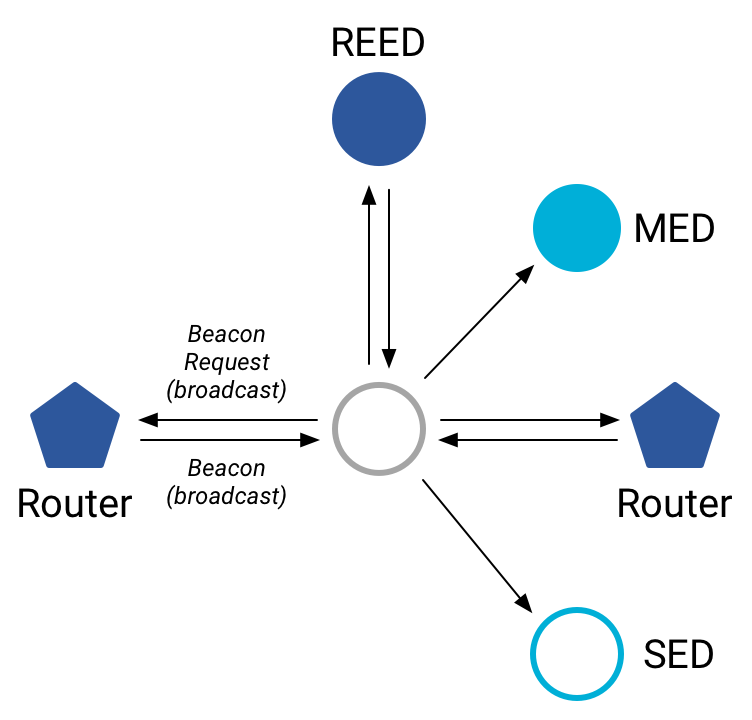 REED
MED
Beacon
Request
(broadcast)
Beacon
(broadcast)
Router
Router
SED